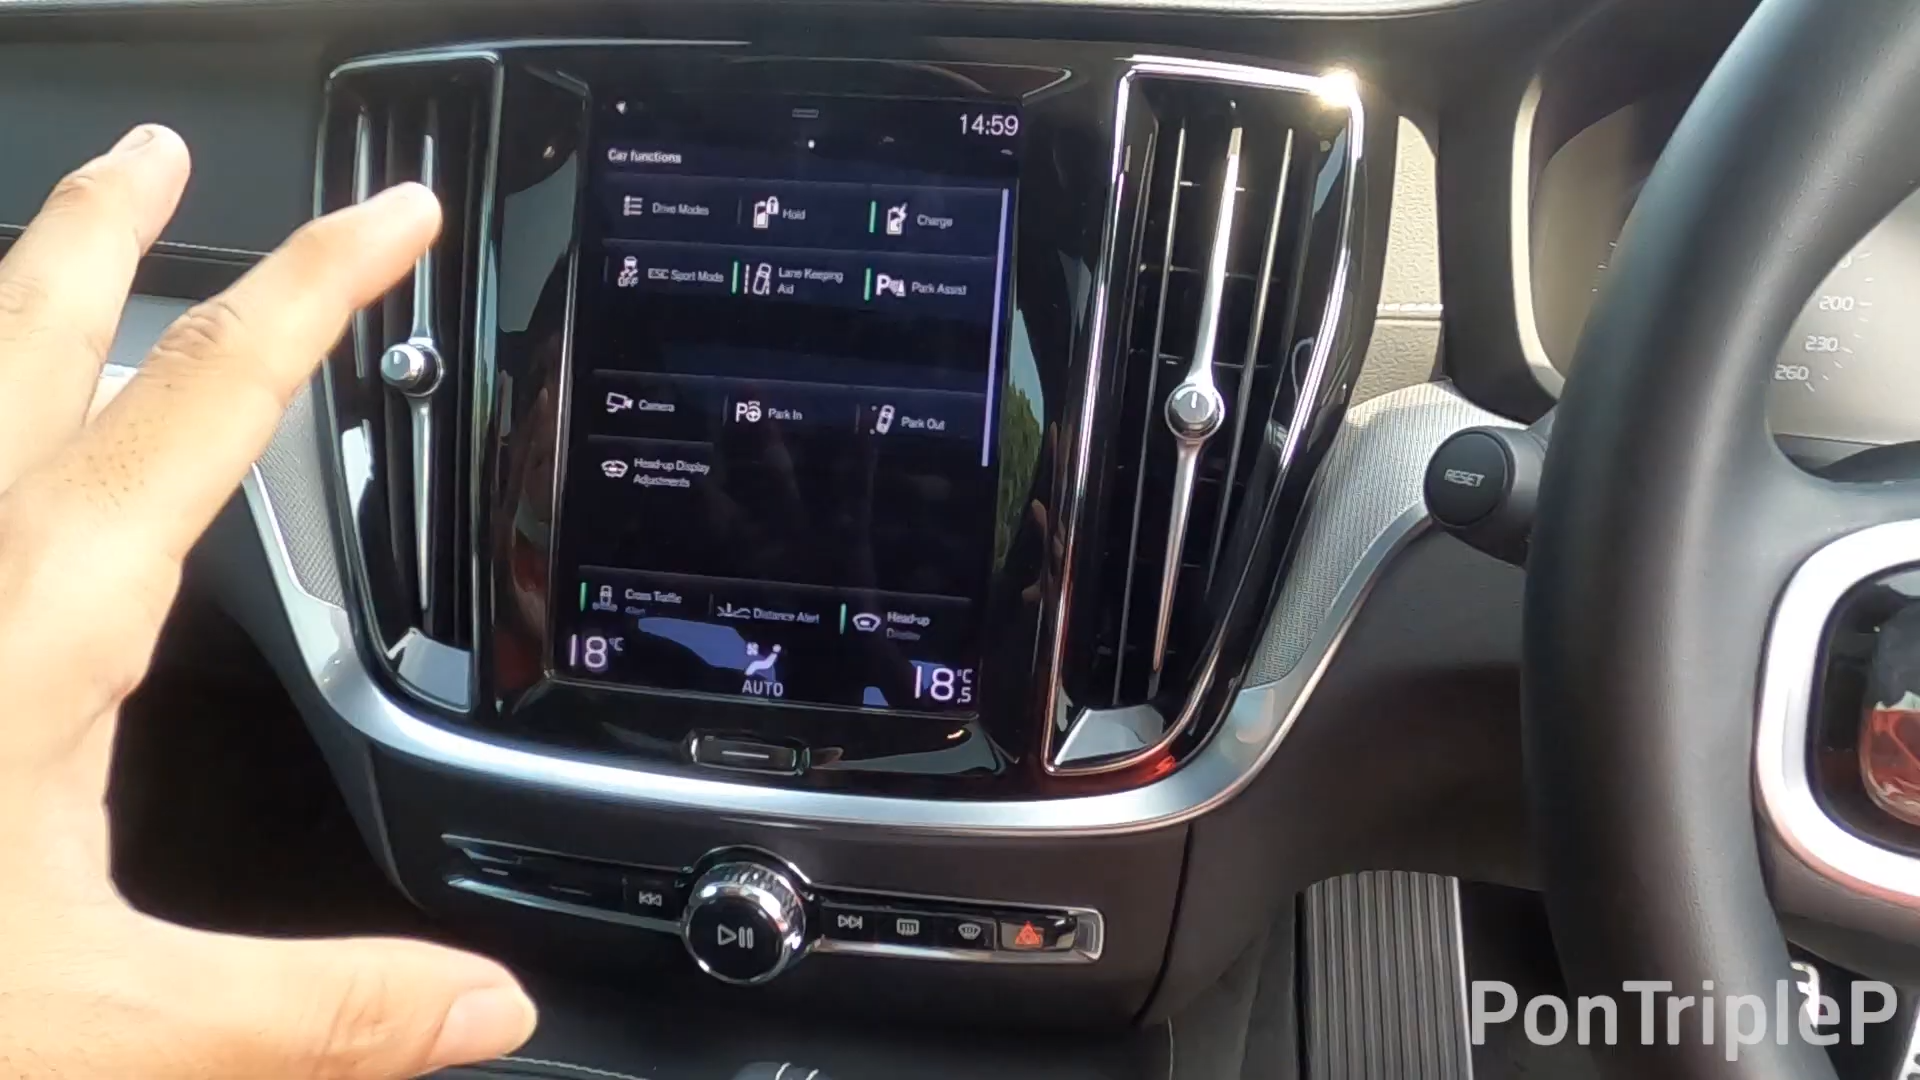 14:59
Car functions
Drive Modes
Hold
Charge
OFF
ESC Sport Mode
Lane Keeping
Aid
P
Park Assist
Camera
P
Park In
Park Out
Head-up Display
Adjustments
Cross Traffic
Alert
Distance Alert
Head-up
Display
18°C
AUTO
18°C
,5
RESET
200
230
260
PonTripleP